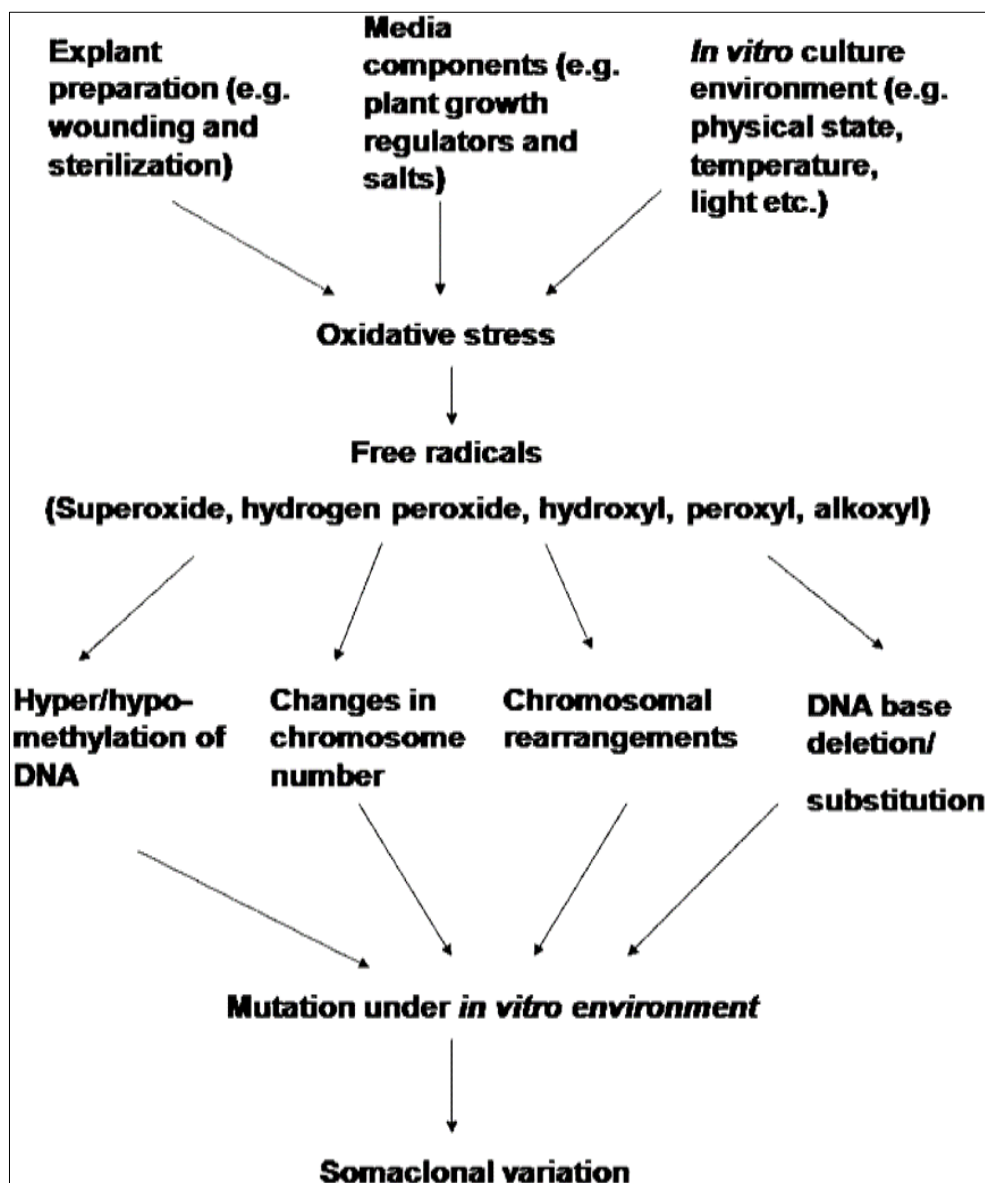 Explant
preparation (e.g.
wounding and
sterilization)
Media
components (e.g.
plant growth
regulators and
salts)
In vitro culture
environment (e.g.
physical state,
temperature,
light etc.)
Oxidative stress
Free radicals
(Superoxide, hydrogen peroxide, hydroxyl, peroxyl, alkoxyl)
Hyper/hypo-
methylation of
DNA
Changes in
chromosome
number
Chromosomal
rearrangements
DNA base
deletion/
substitution
Mutation under in vitro environment
Somaclonal variation